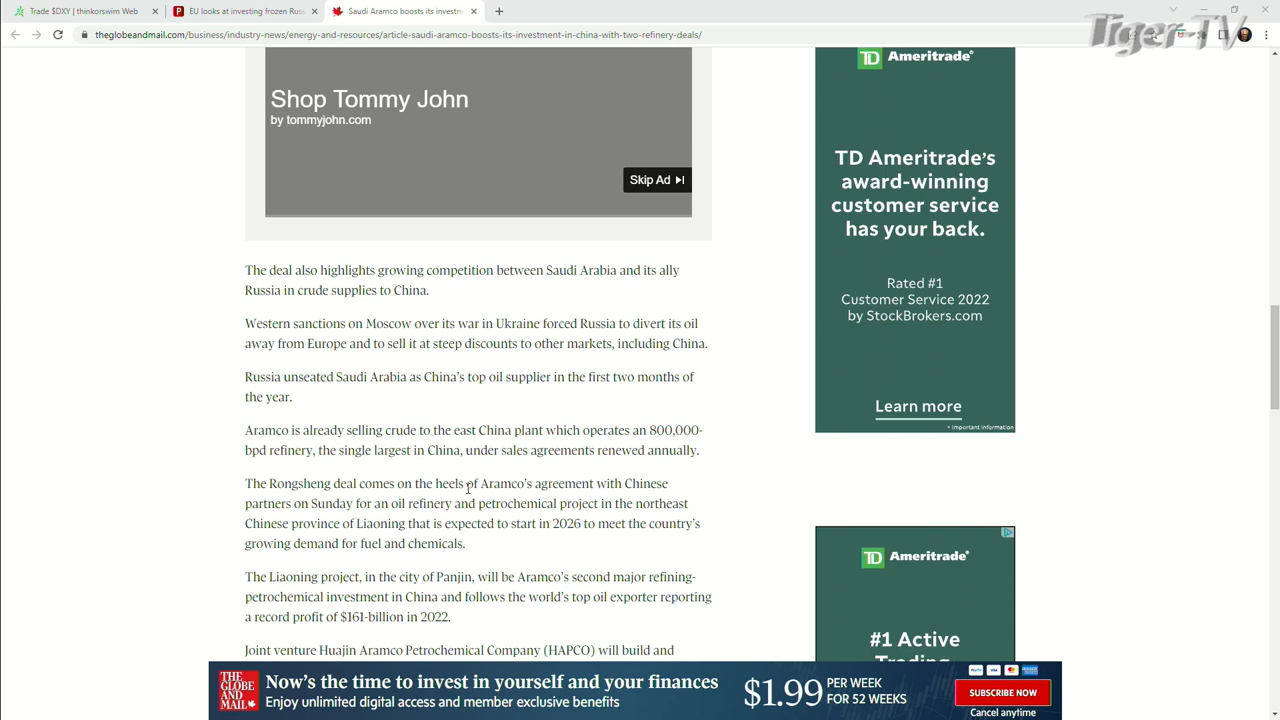 Trade $DXY | thinkorswim Web
EU looks at investing frozen Rus
Saudi Aramco boosts its investm
theglobeandmail.com/business/industry-news/energy-and-resources/article-saudi-aramco-boosts-its-investment-in-china-with-two-refinery-deals/
Tiger TV
Shop Tommy John
by tommyjohn.com
Skip Ad
The deal also highlights growing competition between Saudi Arabia and its ally
Russia in crude supplies to China.
Western sanctions on Moscow over its war in Ukraine forced Russia to divert its oil
away from Europe and to sell it at steep discounts to other markets, including China.
Russia unseated Saudi Arabia as China’s top oil supplier in the first two months of
the year.
Aramco is already selling crude to the east China plant which operates an 800,000-
bpd refinery, the single largest in China, under sales agreements renewed annually.
The Rongsheng deal comes on the heels of Aramco’s agreement with Chinese
partners on Sunday for an oil refinery and petrochemical project in the northeast
Chinese province of Liaoning that is expected to start in 2026 to meet the country’s
growing demand for fuel and chemicals.
The Liaoning project, in the city of Panjin, will be Aramco’s second major refining-
petrochemical investment in China and follows the world’s top oil exporter reporting
a record profit of $161-billion in 2022.
Joint venture Huajin Aramco Petrochemical Company (HAPCO) will build and
TD Ameritrade
TD Ameritrade’s
award-winning
customer service
has your back.
Rated #1
Customer Service 2022
by StockBrokers.com
Learn more
* Important Information
TD Ameritrade
#1 Active
Trading
THE
GLOBE
AND
MAIL
Now’s the time to invest in yourself and your finances
Enjoy unlimited digital access and member exclusive benefits
$1.99 PER WEEK
FOR 52 WEEKS
SUBSCRIBE NOW
Cancel anytime